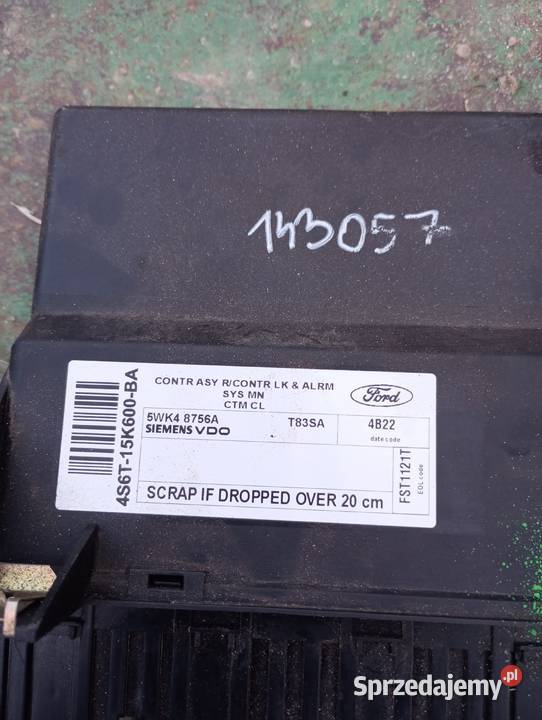 143057
4S6T-15K600-BA
CONTR ASY R/CONTR LK & ALRM
SYS MN
CTM CL
Ford
5WK4 8756A T83SA 4B22
SIEMENS VDO date code
FST1121T
EOL code
SCRAP IF DROPPED OVER 20 cm
Sprzedajemy.pl